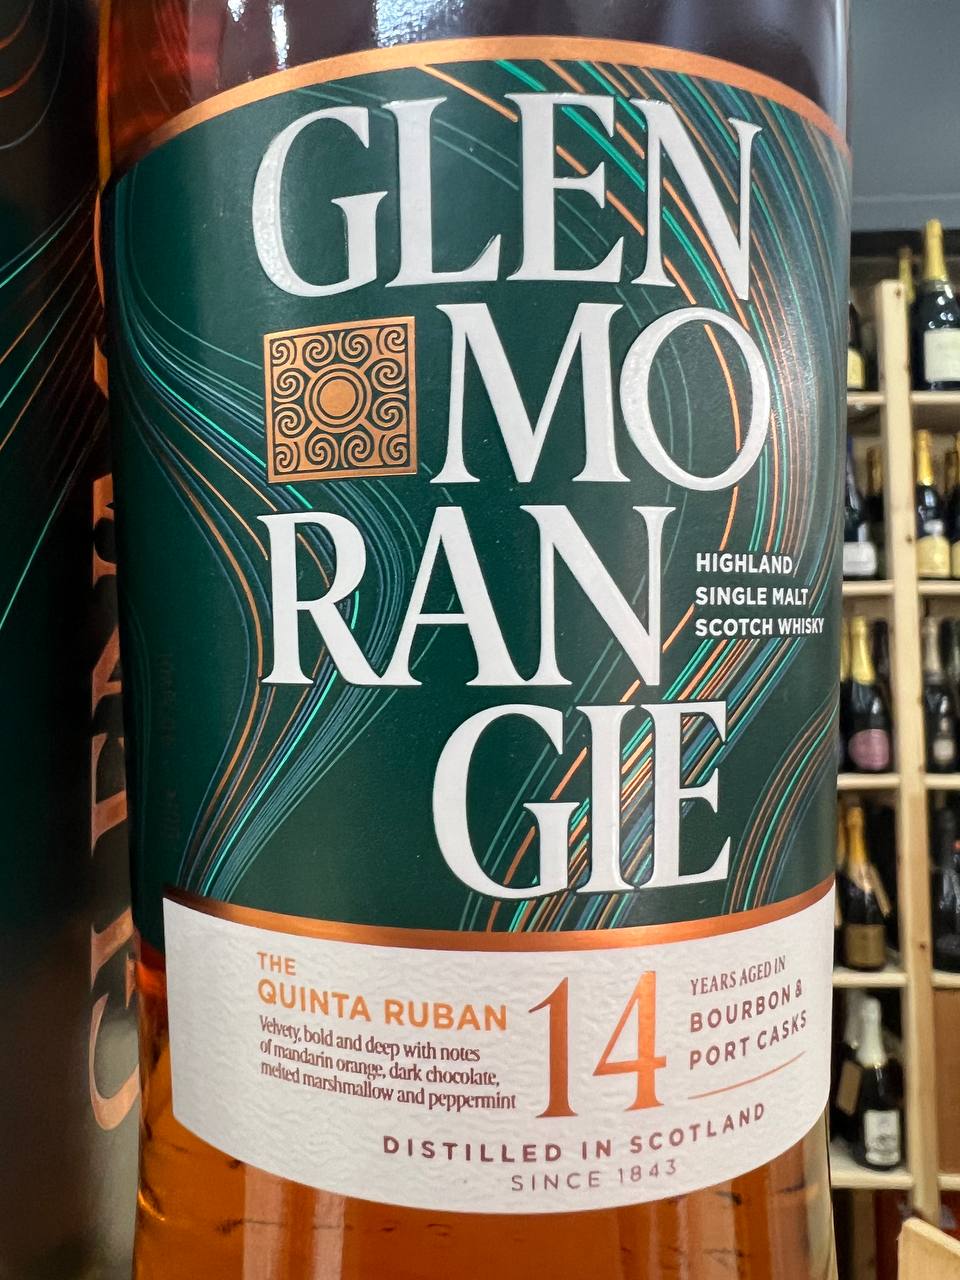 GLEN
MO
RAN
GIE
HIGHLAND
SINGLE MALT
SCOTCH WHISKY
THE
QUINTA RUBAN
Velvety, bold and deep with notes
of mandarin orange, dark chocolate,
melted marshmallow and peppermint
14
YEARS AGED IN
BOURBON &
PORT CASKS
DISTILLED IN SCOTLAND
SINCE 1843